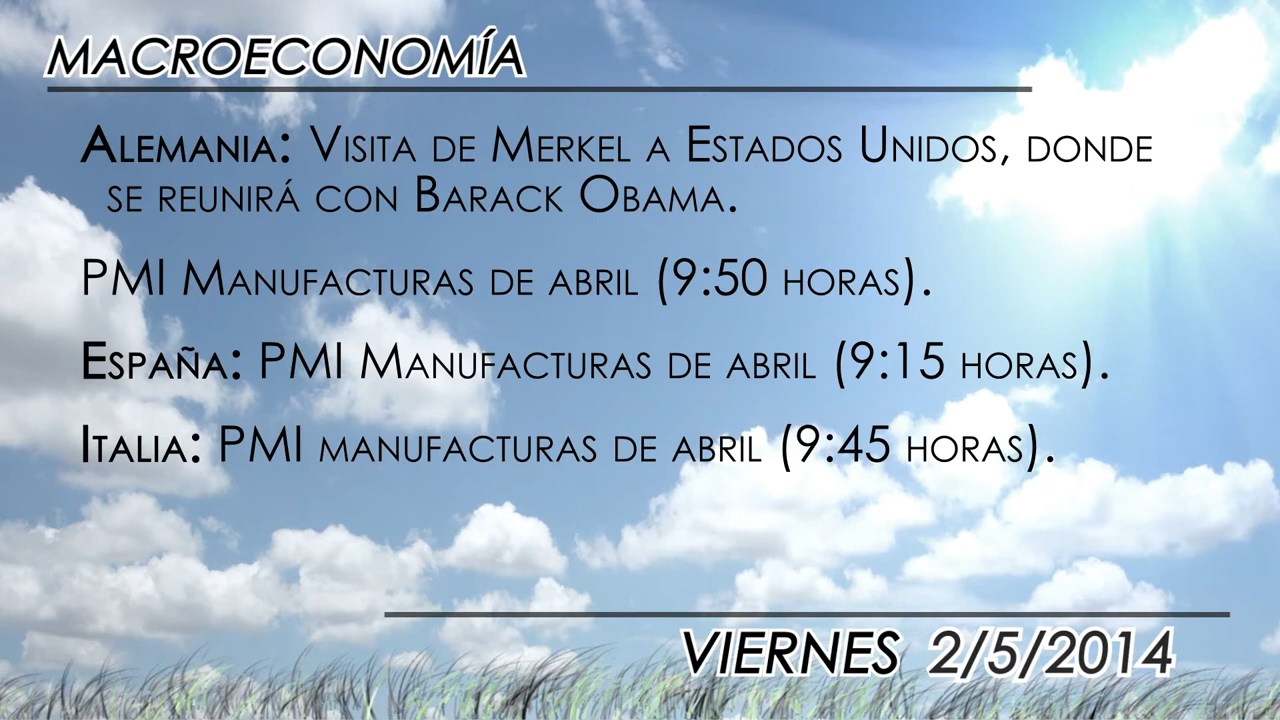 MACROECONOMÍA
Alemania: Visita de Merkel a Estados Unidos, donde
se reunirá con Barack Obama.
PMI Manufacturas de abril (9:50 horas).
España: PMI Manufacturas de abril (9:15 horas).
Italia: PMI manufacturas de abril (9:45 horas).
VIERNES 2/5/2014